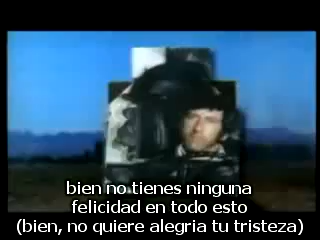 bien no tienes ninguna
felicidad en todo esto
(bien, no quiere alegria tu tristeza)